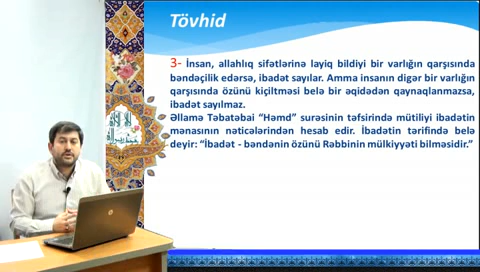 Tövhid
3- İnsan, allahlıq sifətlərinə layiq bildiyi bir varlığın qarşısında
bəndəçilik edərsə, ibadət sayılar. Amma insanın digər bir varlığın
qarşısında özünü kiçiltməsi belə bir əqidədən qaynaqlanmazsa,
ibadət sayılmaz.
Əllamə Təbatəbai “Həmd” surəsinin təfsirində mütiliyi ibadətin
mənasının nəticələrindən hesab edir. İbadətin tərifində belə
deyir: “İbadət - bəndənin özünü Rəbbinin mülkiyyəti bilməsidir.”